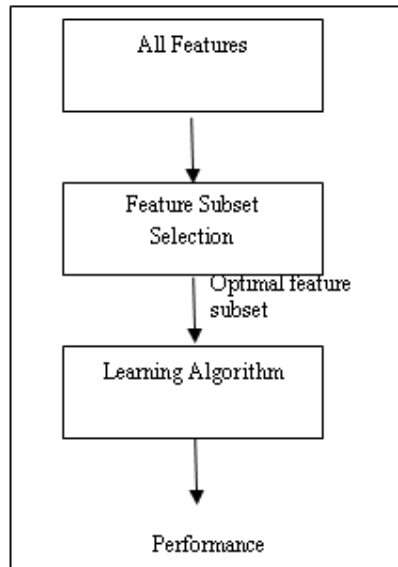 All Features
Feature Subset
Selection
Optimal feature
subset
Learning Algorithm
Performance